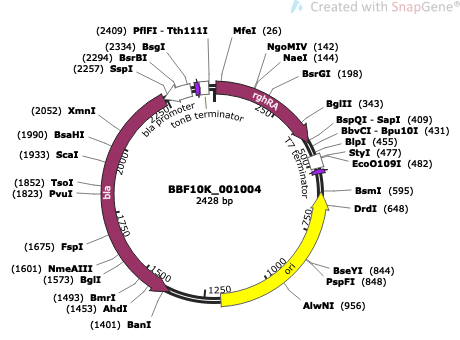 Created with SnapGene®
(2409) PflFI - Tth111I
MfeI (26)
(2334) BsgI
NgoMIV (142)
(2294) BsrBI
NaeI (144)
(2257) SspI
BsrGI (198)
rghRA
250
2250
bla promoter
tonB terminator
(2052) XmnI
BglII (343)
BspQI - SapI (409)
BbvCI - Bpu10I (431)
(1990) BsaHI
BlpI (455)
StyI (477)
(1933) ScaI
EcoO109I (482)
500
T7 terminator
2000
(1852) TsoI
(1823) PvuI
bla
BBF10K_001004
2428 bp
BsmI (595)
DrdI (648)
1750
750
(1675) FspI
(1601) NmeAIII
(1573) BglI
1500
1250
1000
ori
BseYI (844)
PspFI (848)
(1493) BmrI
(1453) AhdI
AlwNI (956)
(1401) BanI